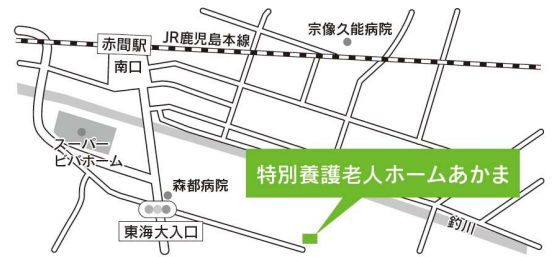 宗像久能病院
JR鹿児島本線
赤間駅
南口
スーパー
ビバホーム
特別養護老人ホームあかま
森都病院
釣川
東海大入口